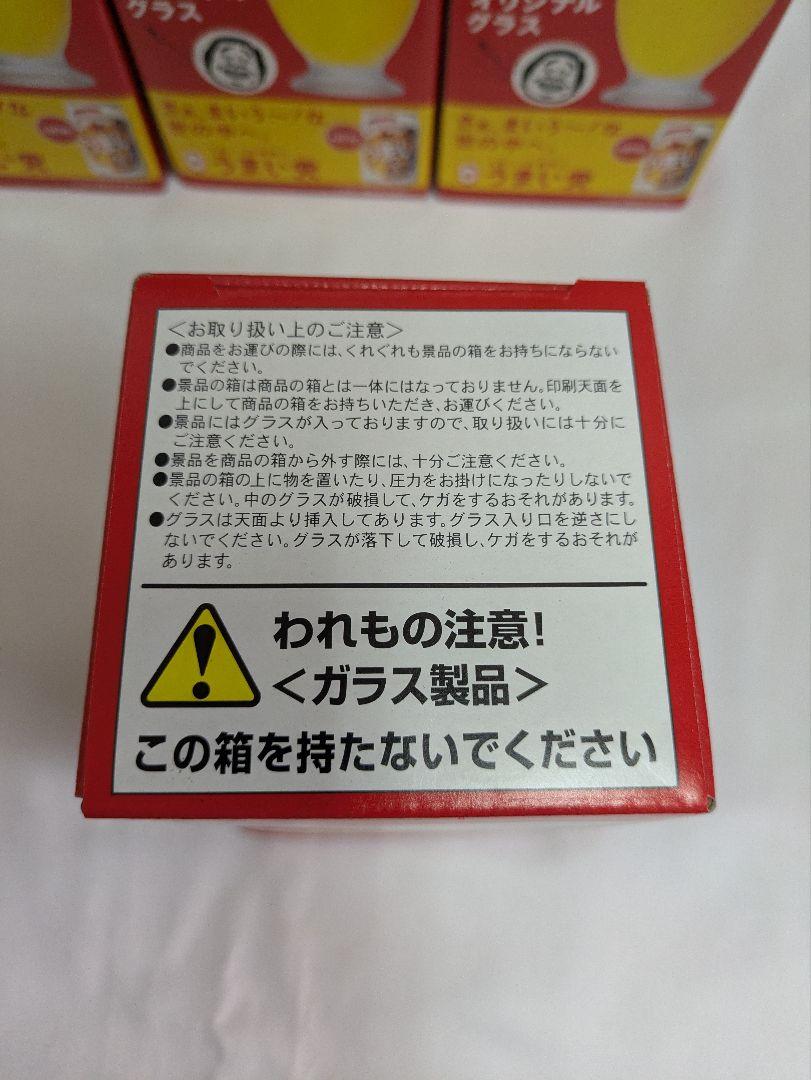 グラス
オリジナル
グラス
うまい
うまい
<お取り扱い上のご注意>
●商品をお運びの際には、くれぐれも景品の箱をお持ちにならない
でください。
●景品の箱は商品の箱とは一体にはなっておりません。印刷天面を
上にして商品の箱をお持ちいただき、お運びください。
●景品にはグラスが入っておりますので、取り扱いには十分に
ご注意ください。
●景品を商品の箱から外す際には、十分ご注意ください。
●景品の箱の上に物を置いたり、圧力をお掛けになったりしないで
ください。中のグラスが破損して、ケガをするおそれがあります。
●グラスは天面より挿入してあります。グラス入り口を逆さにし
ないでください。グラスが落下して破損し、ケガをするおそれが
あります。
われもの注意!
<ガラス製品>
この箱を持たないでください